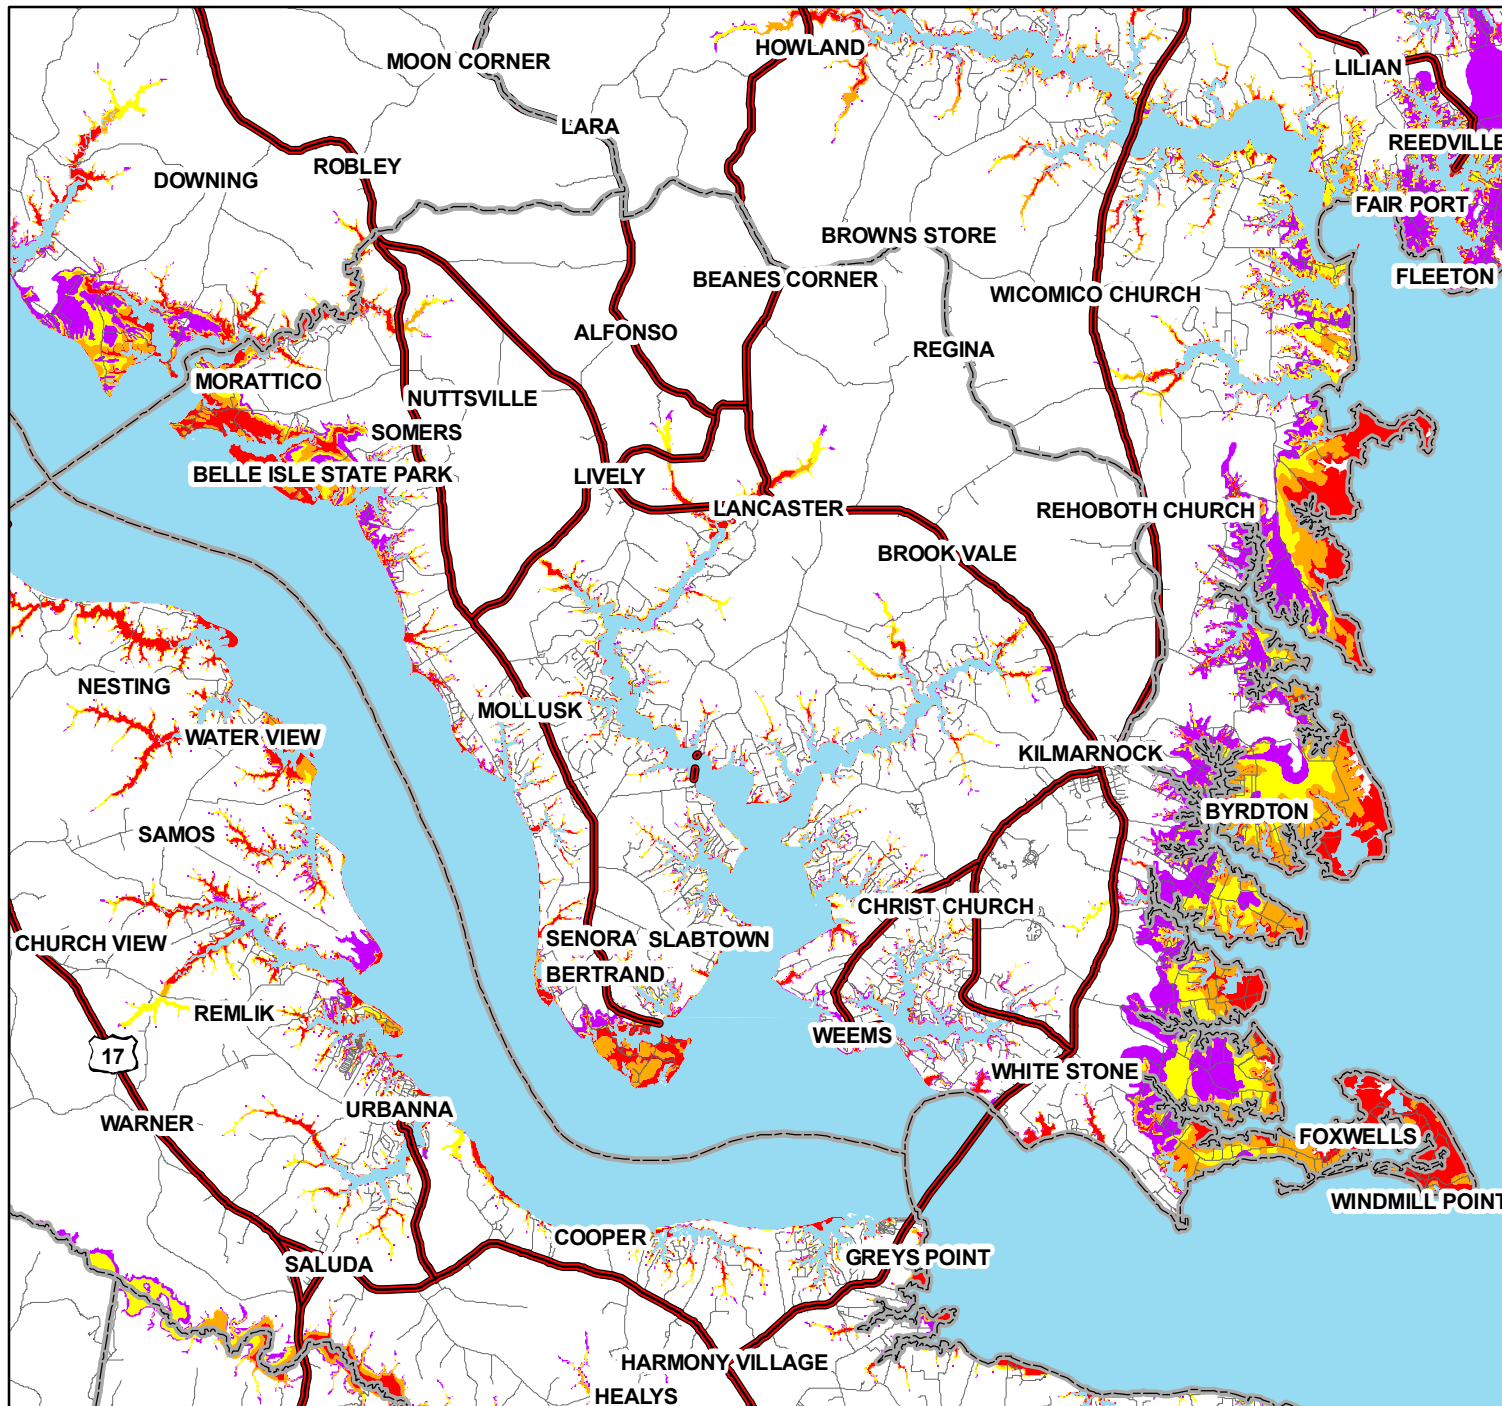 HOWLAND
MOON CORNER
LILIAN
LARA
REEDVILLE
ROBLEY
DOWNING
FAIR PORT
BROWNS STORE
BEANES CORNER
FLEETON
WICOMICO CHURCH
ALFONSO
REGINA
MORATTICO
NUTTSVILLE
SOMERS
BELLE ISLE STATE PARK
LIVELY
LANCASTER
REHOBOTH CHURCH
BROOK VALE
NESTING
MOLLUSK
WATER VIEW
KILMARNOCK
BYRDTON
SAMOS
CHRIST CHURCH
CHURCH VIEW
SENORA
SLABTOWN
BERTRAND
REMLIK
WEEMS
17
WHITE STONE
URBANNA
WARNER
FOXWELLS
WINDMILL POINT
COOPER
GREYS POINT
SALUDA
HARMONY VILLAGE
HEALYS